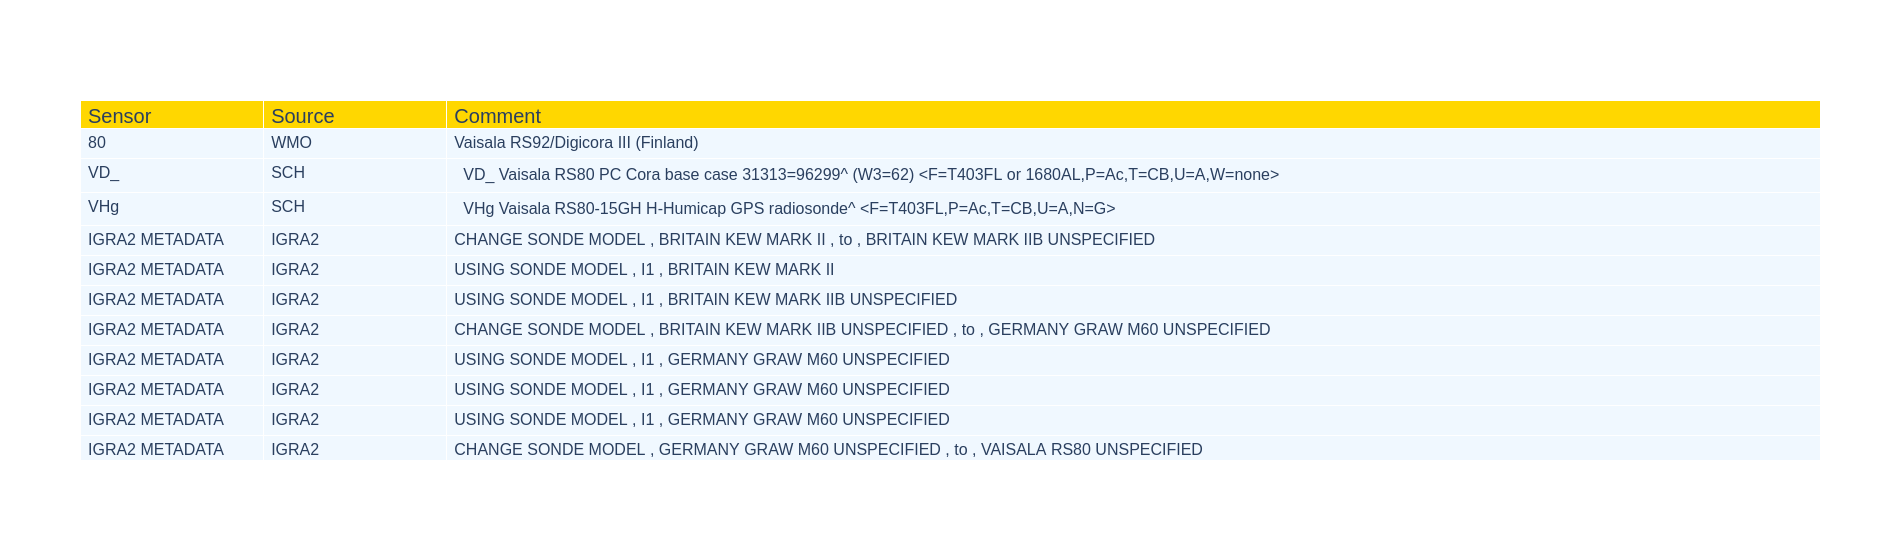 Sensor Source Comment
80 WMO Vaisala RS92/Digicora III (Finland)
VD_ SCH VD_ Vaisala RS80 PC Cora base case 31313=96299^ (W3=62) <F=T403FL or 1680AL,P=Ac,T=CB,U=A,W=none>
VHg SCH VHg Vaisala RS80-15GH H-Humicap GPS radiosonde^ <F=T403FL,P=Ac,T=CB,U=A,N=G>
IGRA2 METADATA IGRA2 CHANGE SONDE MODEL , BRITAIN KEW MARK II , to , BRITAIN KEW MARK IIB UNSPECIFIED
IGRA2 METADATA IGRA2 USING SONDE MODEL , I1 , BRITAIN KEW MARK II
IGRA2 METADATA IGRA2 USING SONDE MODEL , I1 , BRITAIN KEW MARK IIB UNSPECIFIED
IGRA2 METADATA IGRA2 CHANGE SONDE MODEL , BRITAIN KEW MARK IIB UNSPECIFIED , to , GERMANY GRAW M60 UNSPECIFIED
IGRA2 METADATA IGRA2 USING SONDE MODEL , I1 , GERMANY GRAW M60 UNSPECIFIED
IGRA2 METADATA IGRA2 USING SONDE MODEL , I1 , GERMANY GRAW M60 UNSPECIFIED
IGRA2 METADATA IGRA2 USING SONDE MODEL , I1 , GERMANY GRAW M60 UNSPECIFIED
IGRA2 METADATA IGRA2 CHANGE SONDE MODEL , GERMANY GRAW M60 UNSPECIFIED , to , VAISALA RS80 UNSPECIFIED